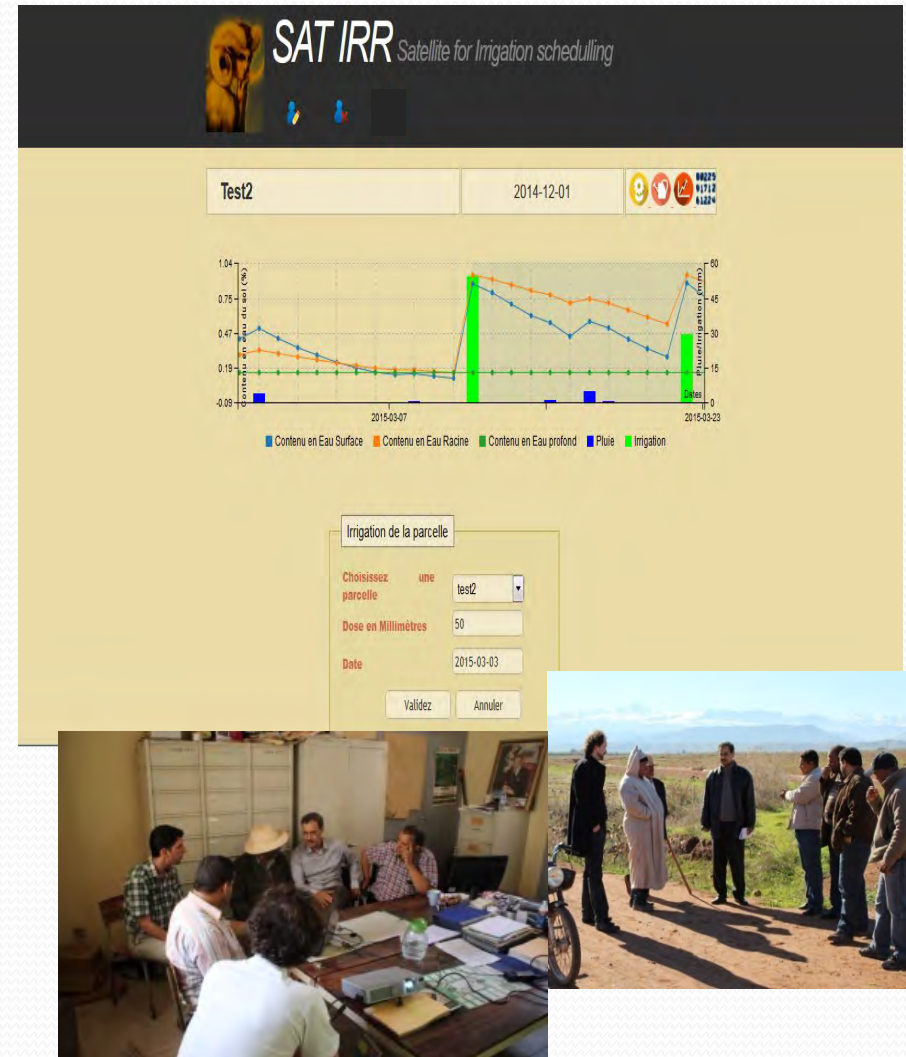 SAT IRR Satellite for Irrigation schedulling
Test2
2014-12-01
00225
01712
61224
1.04
0.75
0.47
0.19
-0.09
Contenu en eau du sol (%)
60
45
30
15
0
Pluie/Irrigation (mm)
Dates
2015-03-07
2015-03-23
Contenu en Eau Surface Contenu en Eau Racine Contenu en Eau profond Pluie Irrigation
Irrigation de la parcelle
Choisissez une
parcelle
test2
Dose en Millimètres 50
Date 2015-03-03
Validez Annuler